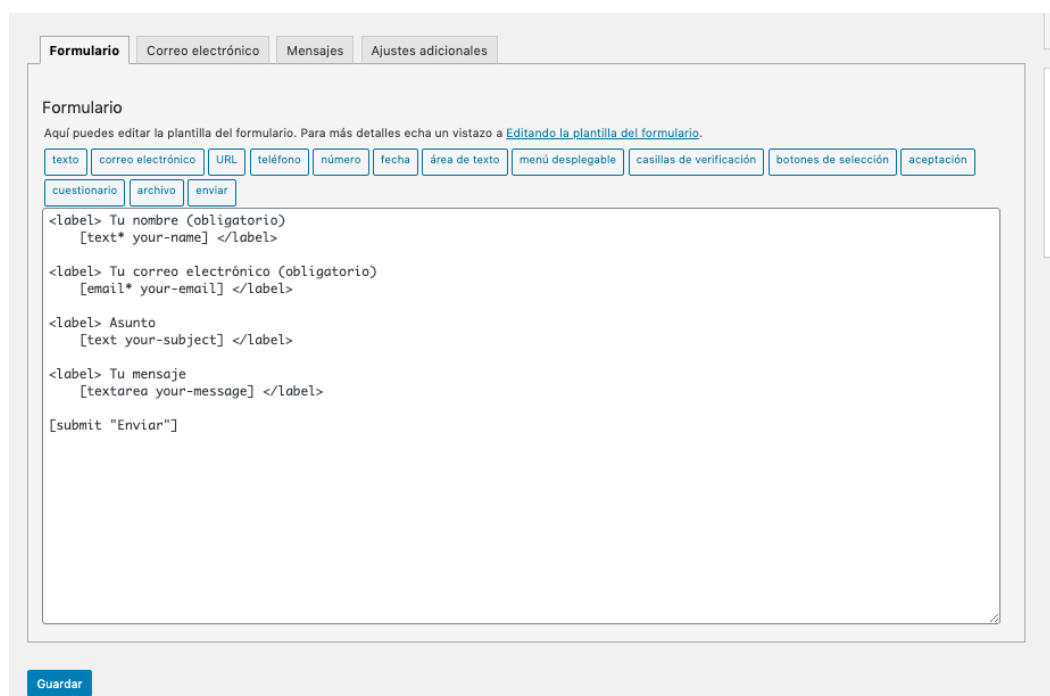 Formulario Correo electrónico Mensajes Ajustes adicionales
Formulario
Aquí puedes editar la plantilla del formulario. Para más detalles echa un vistazo a Editando la plantilla del formulario.
texto correo electrónico URL teléfono número fecha área de texto menú desplegable casillas de verificación botones de selección aceptación
cuestionario archivo enviar
<label> Tu nombre (obligatorio)
    [text* your-name] </label>
<label> Tu correo electrónico (obligatorio)
    [email* your-email] </label>
<label> Asunto
    [text your-subject] </label>
<label> Tu mensaje
    [textarea your-message] </label>
[submit "Enviar"]
Guardar